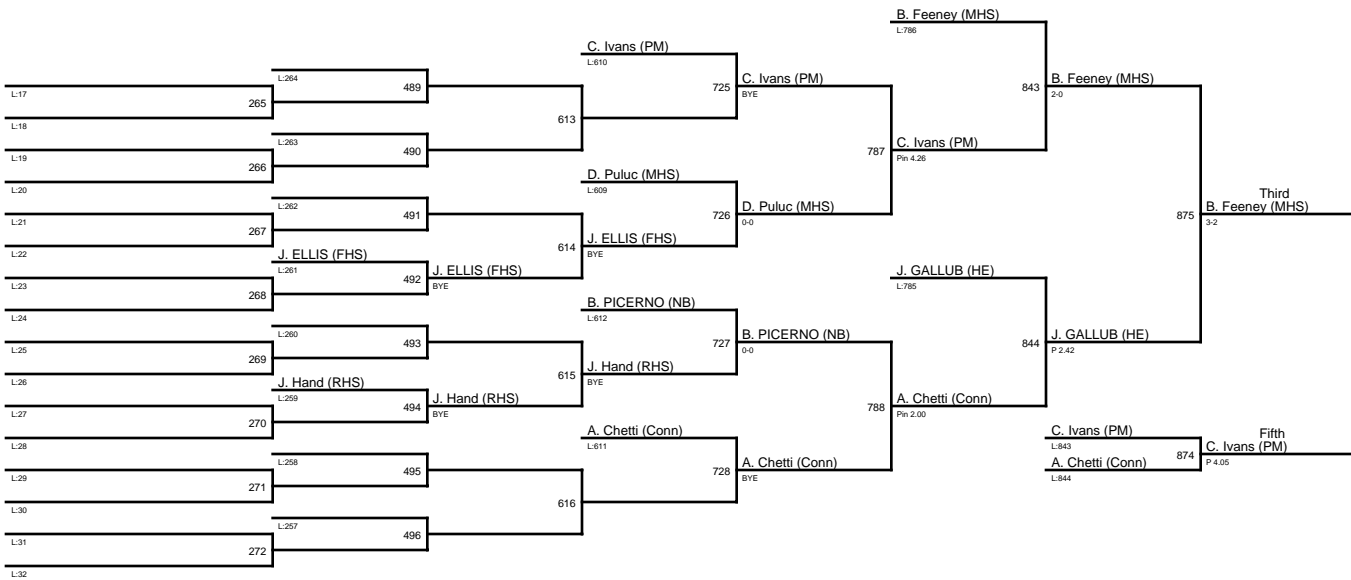 L:17
L:18
L:19
L:20
L:21
L:22
L:23
L:24
L:25
L:26
L:27
L:28
L:29
L:30
L:31
L:32
265
266
267
268
269
270
271
272
L:264
L:263
L:262
J. ELLIS (FHS)
L:261
L:260
J. Hand (RHS)
L:259
L:258
L:257
489
490
491
492
493
494
495
496
J. ELLIS (FHS)
BYE
J. Hand (RHS)
BYE
613
614
615
616
C. Ivans (PM)
L:610
D. Puluc (MHS)
L:609
J. ELLIS (FHS)
BYE
B. PICERNO (NB)
L:612
J. Hand (RHS)
BYE
A. Chetti (Conn)
L:611
725
726
727
728
C. Ivans (PM)
BYE
D. Puluc (MHS)
0-0
B. PICERNO (NB)
0-0
A. Chetti (Conn)
BYE
787
788
B. Feeney (MHS)
L:786
C. Ivans (PM)
Pin 4.26
J. GALLUB (HE)
L:785
A. Chetti (Conn)
Pin 2.00
843
844
B. Feeney (MHS)
2-0
J. GALLUB (HE)
P 2.42
875
Third
B. Feeney (MHS)
3-2
C. Ivans (PM)
L:843
A. Chetti (Conn)
L:844
874
Fifth
C. Ivans (PM)
P 4.05